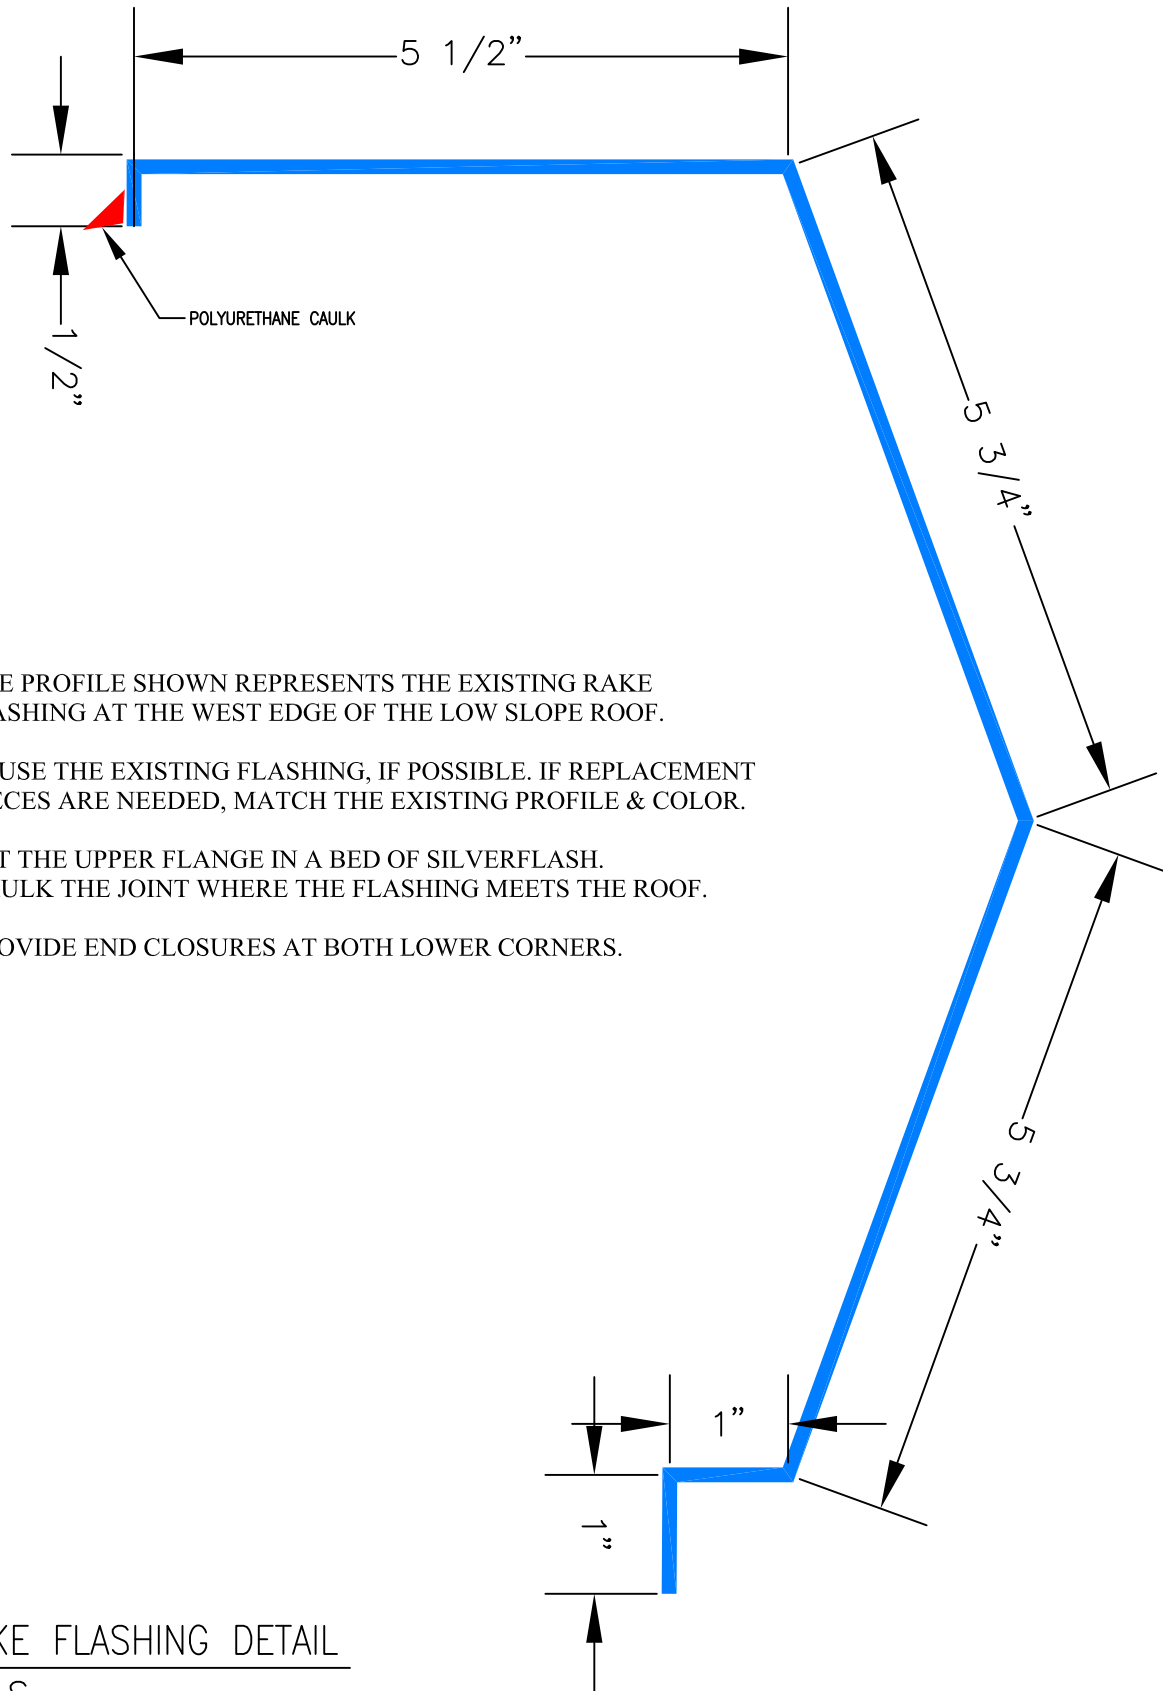 5 1/2”
1/2”
POLYURETHANE CAULK
5 3/4”
E PROFILE SHOWN REPRESENTS THE EXISTING RAKE
ASHING AT THE WEST EDGE OF THE LOW SLOPE ROOF.
USE THE EXISTING FLASHING, IF POSSIBLE. IF REPLACEMENT
ECES ARE NEEDED, MATCH THE EXISTING PROFILE & COLOR.
T THE UPPER FLANGE IN A BED OF SILVERFLASH.
ULK THE JOINT WHERE THE FLASHING MEETS THE ROOF.
OVIDE END CLOSURES AT BOTH LOWER CORNERS.
5 3/4”
1”
1”
KE FLASHING DETAIL